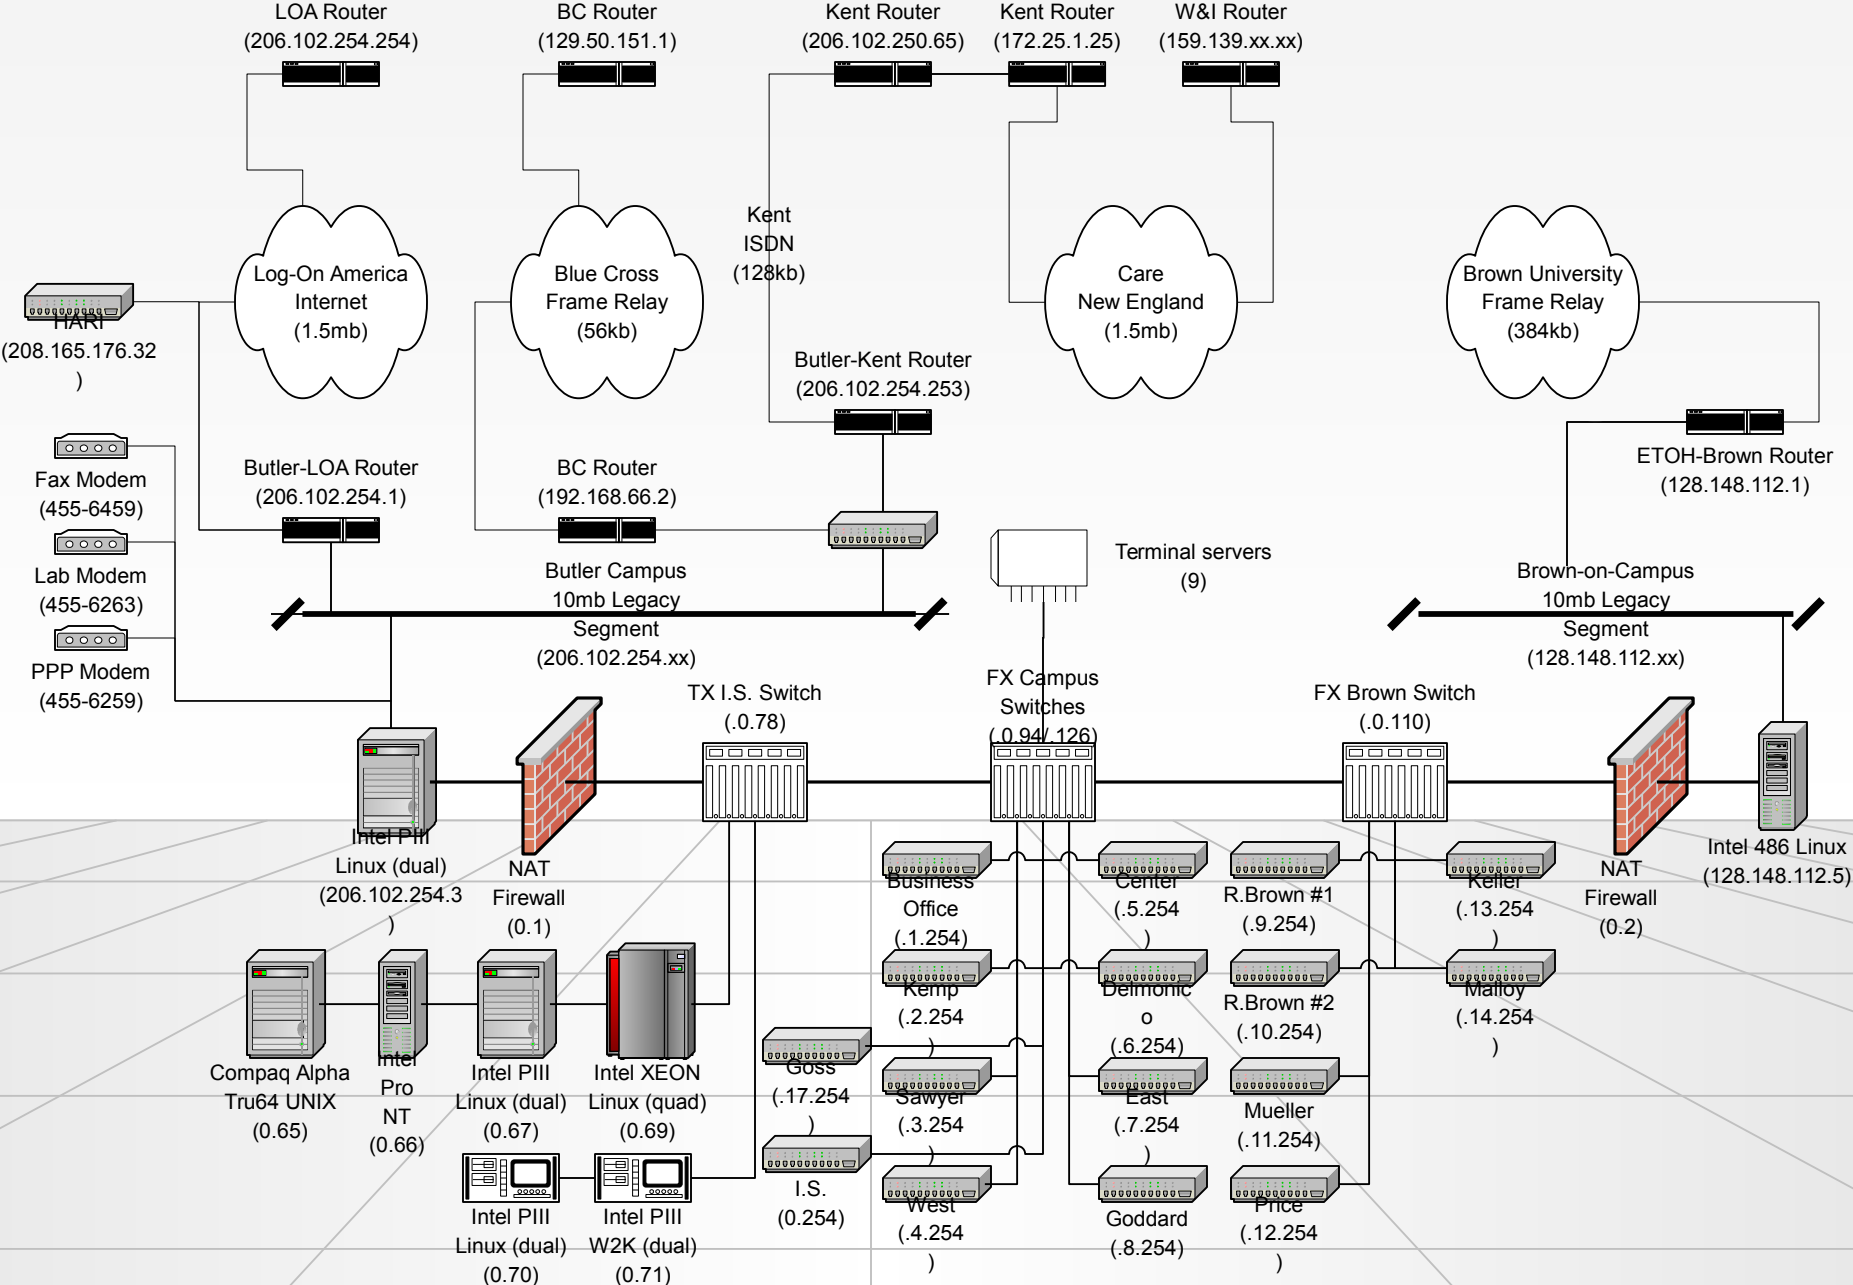 LOA Router
(206.102.254.254)
BC Router
(129.50.151.1)
Kent Router
(206.102.250.65)
Kent Router
(172.25.1.25)
W&I Router
(159.139.xx.xx)
Log-On America
Internet
(1.5mb)
Blue Cross
Frame Relay
(56kb)
Kent
ISDN
(128kb)
Care
New England
(1.5mb)
Brown University
Frame Relay
(384kb)
HARI
(208.165.176.32
)
Butler-Kent Router
(206.102.254.253)
Fax Modem
(455-6459)
Butler-LOA Router
(206.102.254.1)
BC Router
(192.168.66.2)
ETOH-Brown Router
(128.148.112.1)
Lab Modem
(455-6263)
Butler Campus
10mb Legacy
Segment
(206.102.254.xx)
Terminal servers
(9)
Brown-on-Campus
10mb Legacy
Segment
(128.148.112.xx)
PPP Modem
(455-6259)
TX I.S. Switch
(.0.78)
FX Campus
Switches
(.0.94/.126)
FX Brown Switch
(.0.110)
Intel PIII
Linux (dual)
(206.102.254.3
)
NAT
Firewall
(0.1)
NAT
Firewall
(0.2)
Intel 486 Linux
(128.148.112.5)
Business
Office
(.1.254)
Center
(.5.254
)
R.Brown #1
(.9.254)
Keller
(.13.254
)
Kemp
(.2.254
)
Delmonic
o
(.6.254)
R.Brown #2
(.10.254)
Malloy
(.14.254
)
Compaq Alpha
Tru64 UNIX
(0.65)
Intel
Pro
NT
(0.66)
Intel PIII
Linux (dual)
(0.67)
Intel XEON
Linux (quad)
(0.69)
Goss
(.17.254
)
Sawyer
(.3.254
)
East
(.7.254
)
Mueller
(.11.254)
Intel PIII
Linux (dual)
(0.70)
Intel PIII
W2K (dual)
(0.71)
I.S.
(0.254)
West
(.4.254
)
Goddard
(.8.254)
Price
(.12.254
)